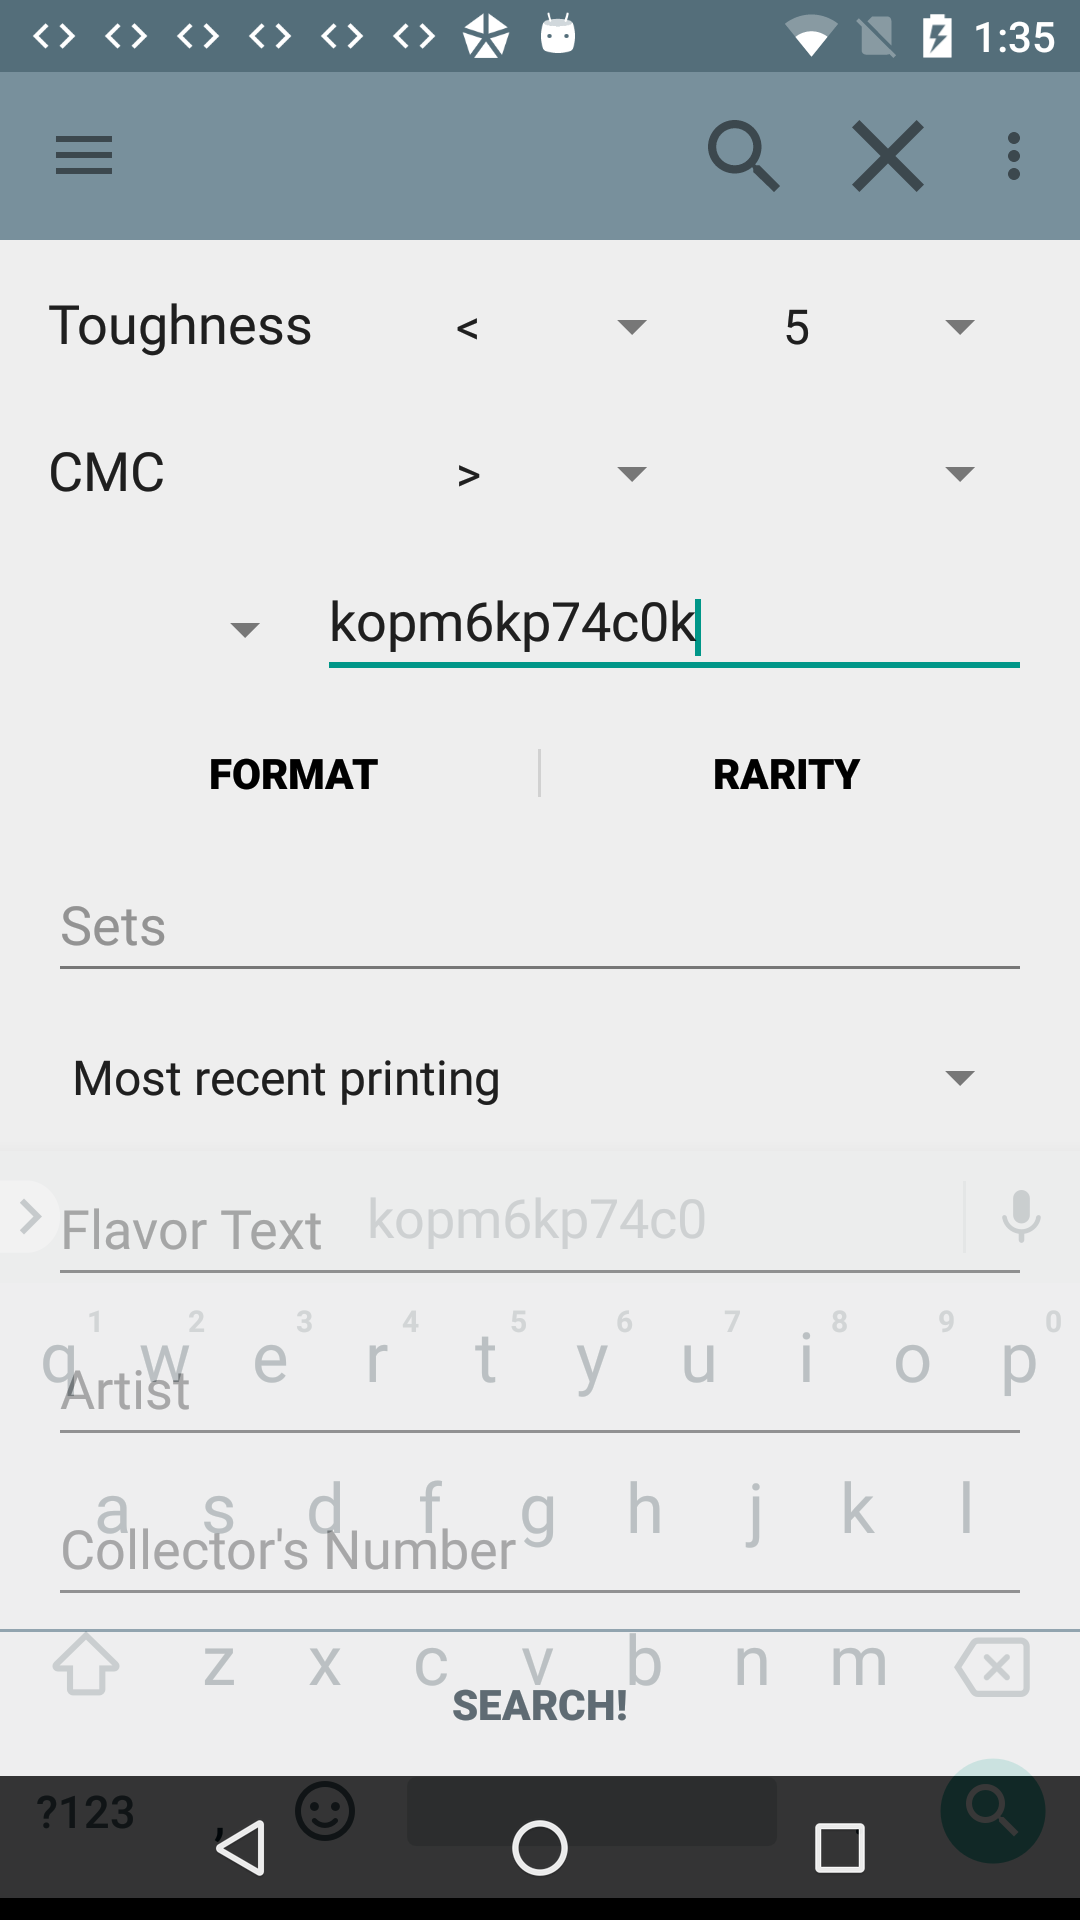 1:35
Toughness < 5
CMC >
kopm6kp74c0k
FORMAT RARITY
Sets
Most recent printing
Flavor Text kopm6kp74c0
1 2 3 4 5 6 7 8 9 0
q w e r t y u i o p
Artist
a s d f g h j k l
Collector's Number
z x c v b n m
SEARCH!
?123 ,